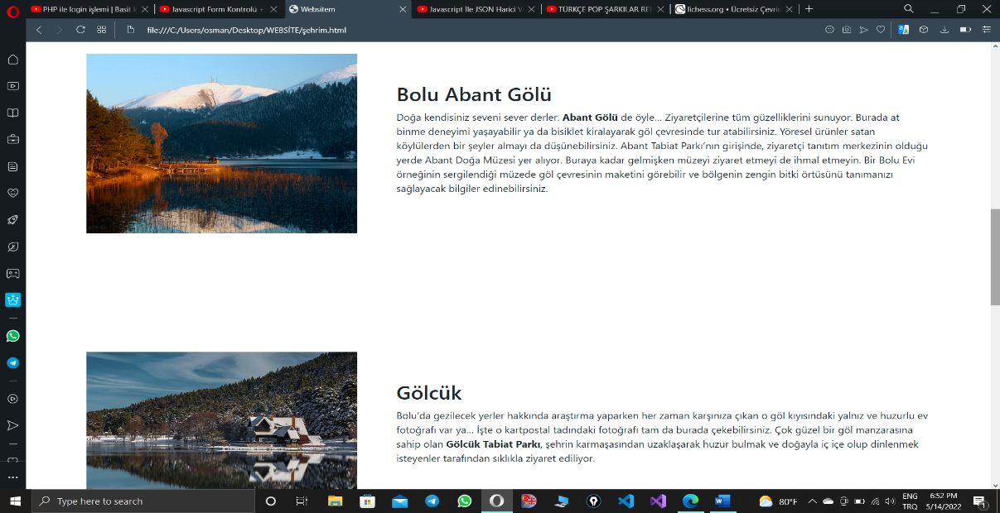 PHP ile login işlemi | Basit
Javascript Form Kontrolü
Websitem
Javascript İle JSON Harici
TÜRKÇE POP ŞARKILAR
fichess.org • Ücretsiz Çevrim
file:///C:/Users/osman/Desktop/WEBSİTE/şehrim.html
Bolu Abant Gölü
Doğa kendisiniz seveni sever derler. Abant Gölü de öyle... Ziyaretçilerine tüm güzelliklerini sunuyor. Burada at
binme deneyimi yaşayabilir ya da bisiklet kiralayarak göl çevresinde tur atabilirsiniz. Yöresel ürünler satan
köylülerden bir şeyler almayı da düşünebilirsiniz. Abant Tabiat Parkı’nın girişinde, ziyaretçi tanıtım merkezinin olduğu
yerde Abant Doğa Müzesi yer alıyor. Buraya kadar gelmişken müzeyi ziyaret etmeyi de ihmal etmeyin. Bir Bolu Evi
örneğinin sergilendiği müzede göl çevresinin maketini görebilir ve bölgenin zengin bitki örtüsünü tanımanızı
sağlayacak bilgiler edinebilirsiniz.
Gölcük
Bolu’da gezilecek yerler hakkında araştırma yaparken her zaman karşınıza çıkan o göl kıyısındaki yalnız ve huzurlu ev
fotoğrafı var ya... İşte o kartpostal tadındaki fotoğrafı tam da burada çekebilirsiniz. Çok güzel bir göl manzarasına
sahip olan Gölcük Tabiat Parkı, şehrin karmaşasından uzaklaşarak huzur bulmak ve doğayla iç içe olup dinlenmek
isteyenler tarafından sıklıkla ziyaret ediliyor.
Type here to search
80°F
ENG
TRQ
6:52 PM
5/14/2022
1